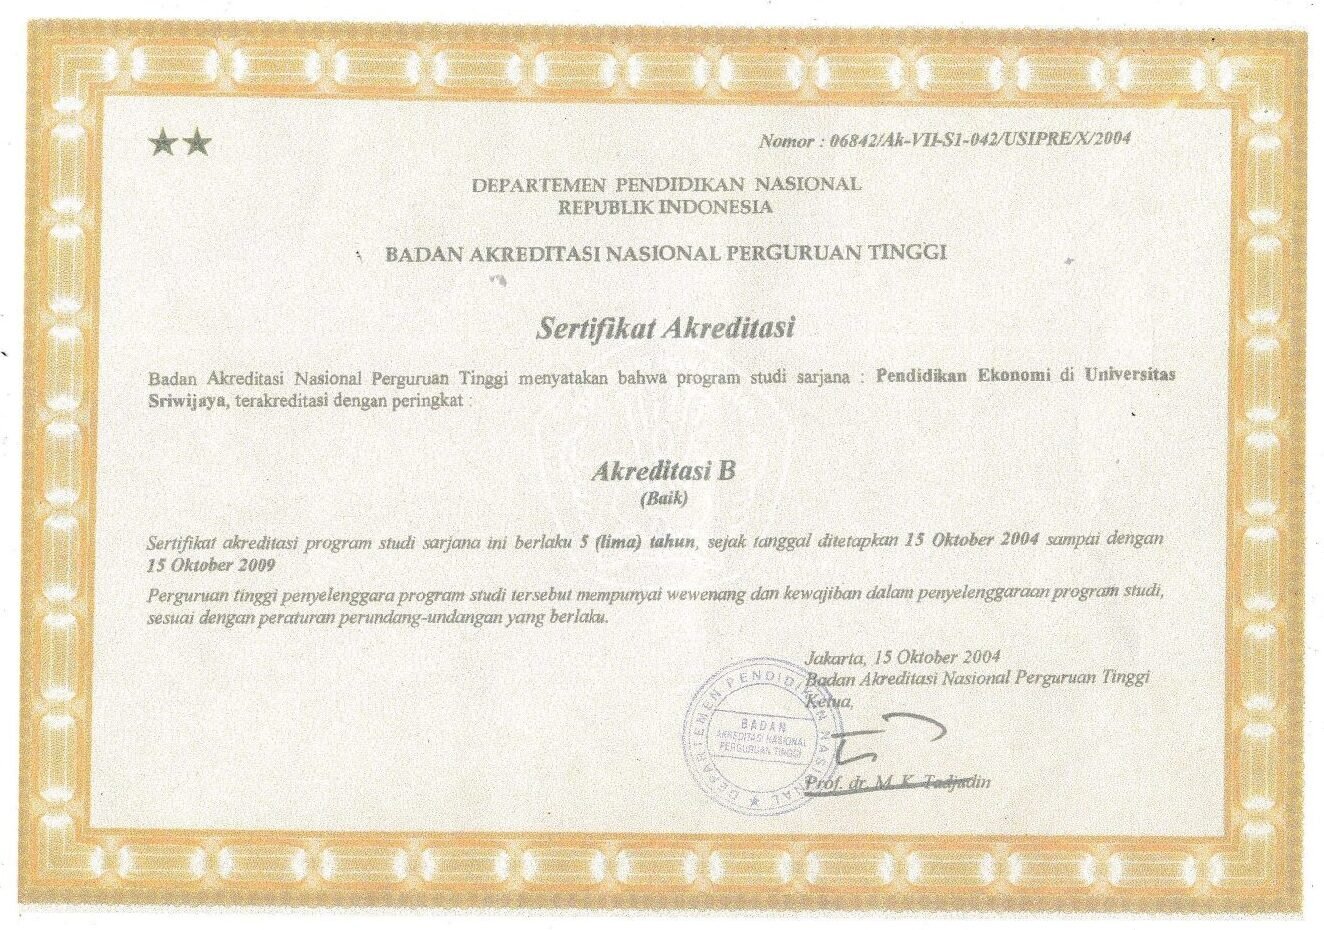 Nomor : 06842/Ak-VII-S1-042/USIPRE/X/2004
DEPARTEMEN PENDIDIKAN NASIONAL
REPUBLIK INDONESIA
BADAN AKREDITASI NASIONAL PERGURUAN TINGGI
Sertifikat Akreditasi
Badan Akreditasi Nasional Perguruan Tinggi menyatakan bahwa program studi sarjana : Pendidikan Ekonomi di Universitas
Sriwijaya, terakreditasi dengan peringkat :
Akreditasi B
(Baik)
Sertifikat akreditasi program studi sarjana ini berlaku 5 (lima) tahun, sejak tanggal ditetapkan 15 Oktober 2004 sampai dengan
15 Oktober 2009
Perguruan tinggi penyelenggara program studi tersebut mempunyai wewenang dan kewajiban dalam penyelenggaraan program studi,
sesuai dengan peraturan perundang-undangan yang berlaku.
Jakarta, 15 Oktober 2004
Badan Akreditasi Nasional Perguruan Tinggi
Ketua,
DEPARTEMEN PENDIDIKAN NASIONAL
BADAN
AKREDITASI NASIONAL
PERGURUAN TINGGI
Prof. dr. M. K. Tadjudin